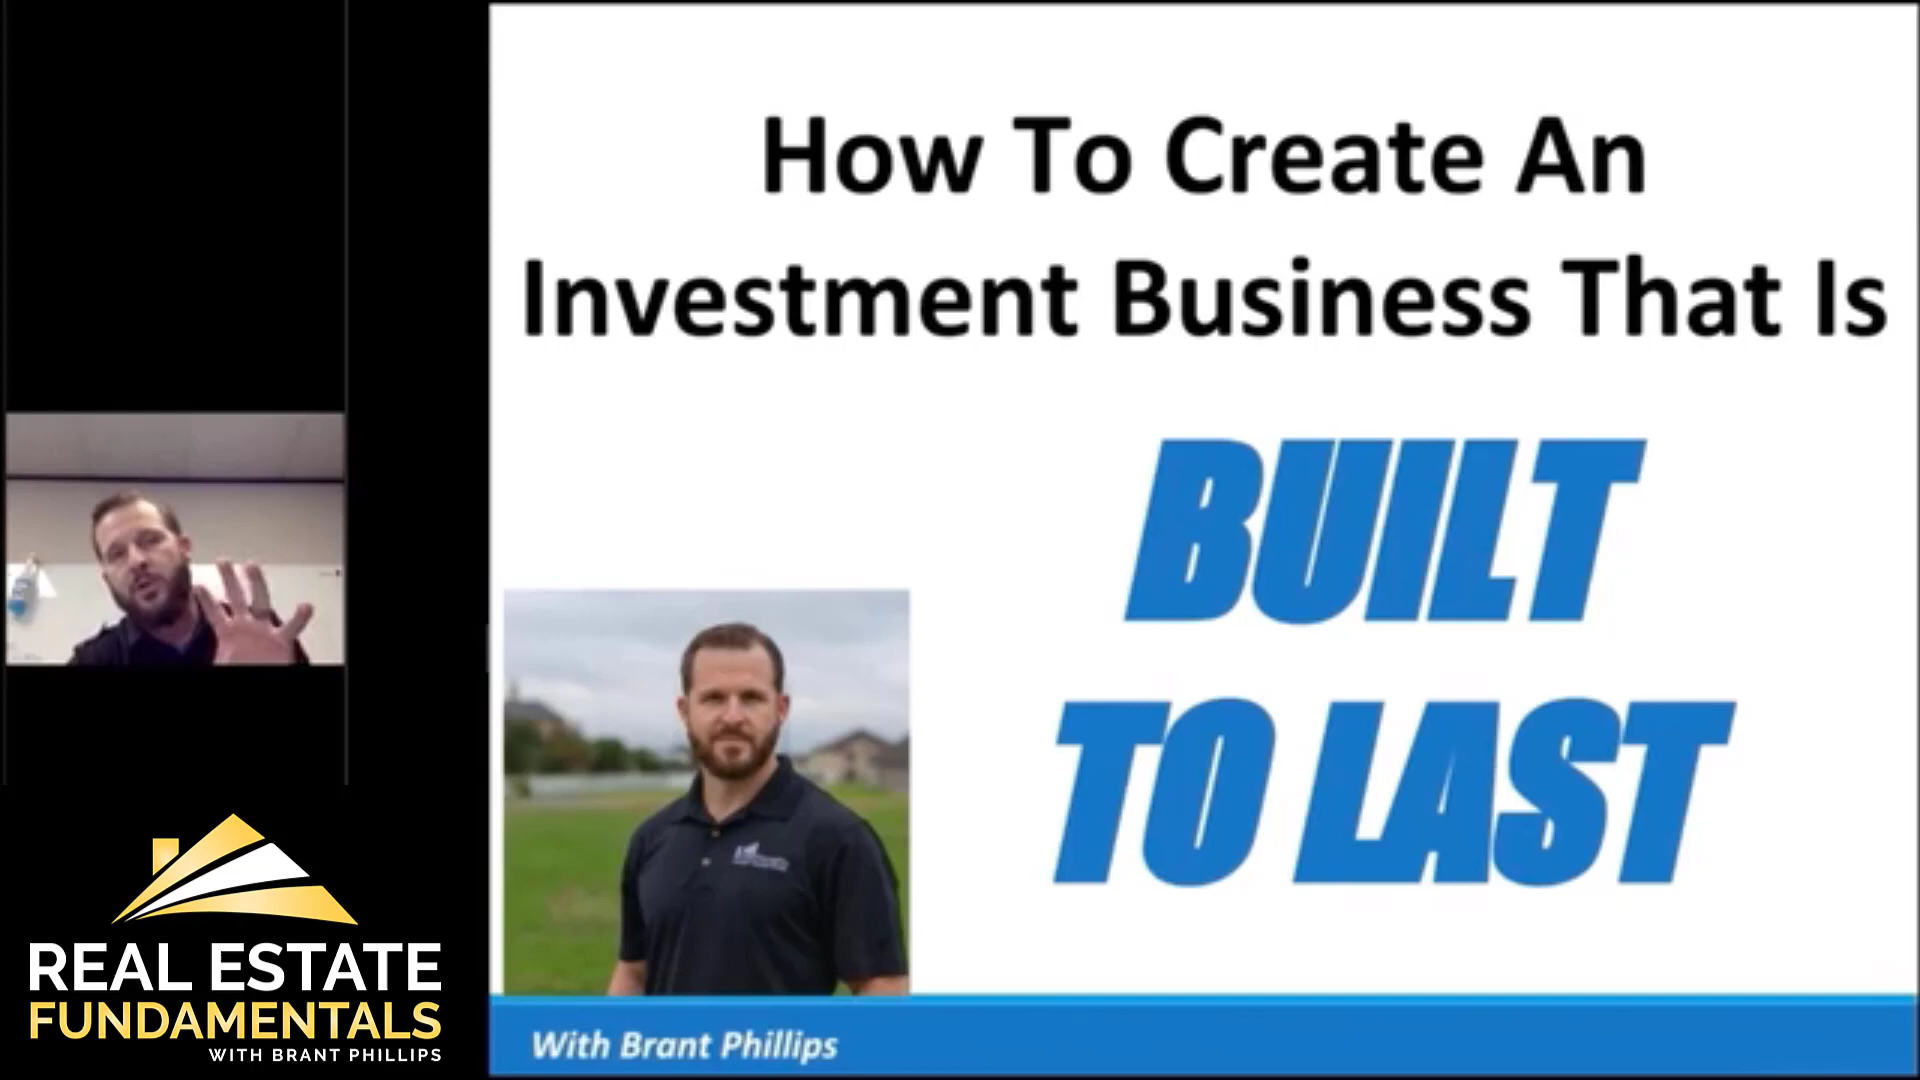 How To Create An
Investment Business That Is
BUILT
TO LAST
With Brant Phillips
REAL ESTATE
FUNDAMENTALS
WITH BRANT PHILLIPS